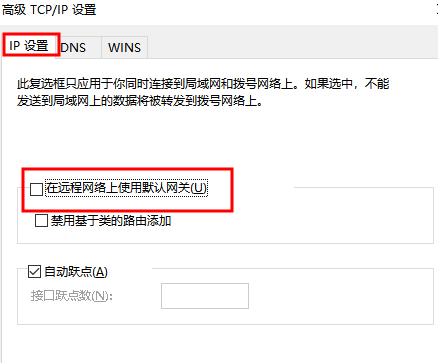 高级 TCP/IP 设置
IP 设置 DNS WINS
此复选框只应用于你同时连接到局域网和拨号网络上。如果选中，不能
发送到局域网上的数据将被转发到拨号网络上。
在远程网络上使用默认网关(U)
禁用基于类的路由添加
自动跃点(A)
接口跃点数(N):